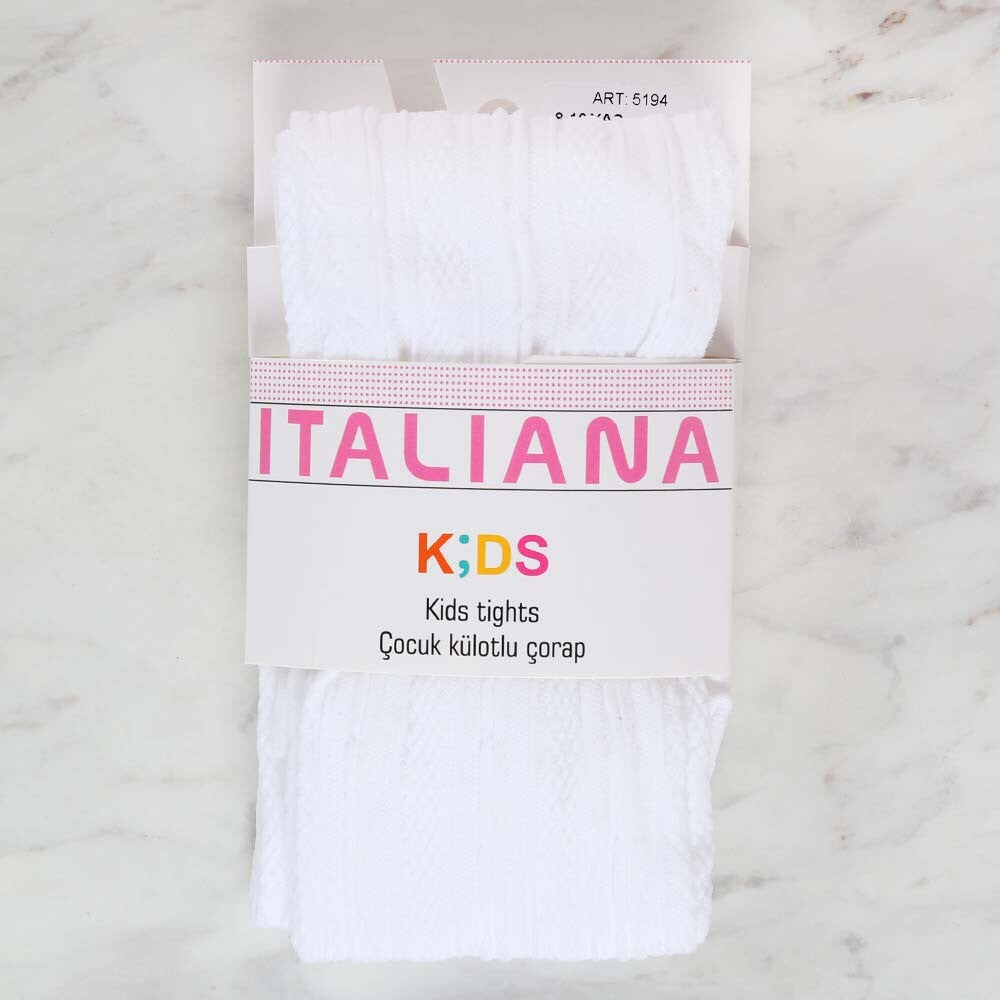 ART: 5194
ITALIANA
K;DS
Kids tights
Çocuk külotlu çorap